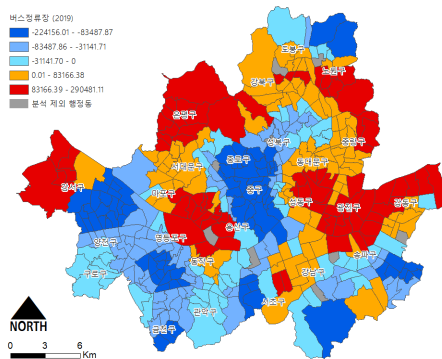 버스정류장 (2019)
-224156.01 - -83487.87
-83487.86 - -31141.71
-31141.70 - 0
0.01 - 83166.38
83166.39 - 290481.11
분석 제외 행정동
도봉구
노원구
강북구
은평구
성북구
중랑구
종로구
서대문구
동대문구
강서구
마포구
중구
성동구
광진구
강동구
용산구
양천구
영등포구
동작구
송파구
구로구
강남구
서초구
관악구
금천구
NORTH
0 3 6
Km